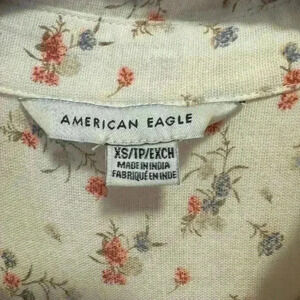 AMERICAN EAGLE
XS/TP/EXCH
MADE IN INDIA
FABRIQUÉ EN INDE